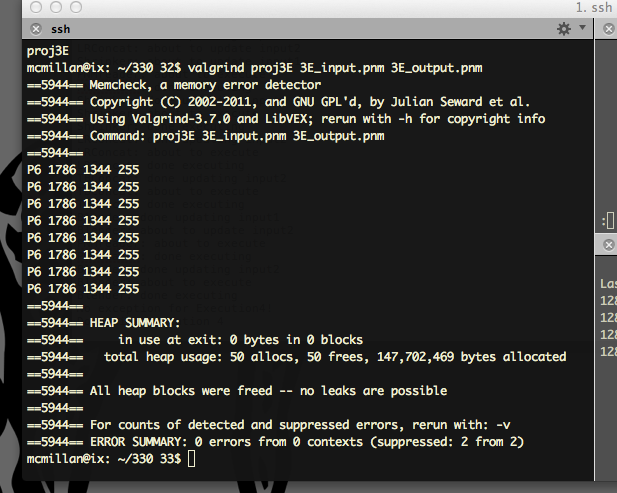 1. ssh
ssh
proj3E
mcmillan@ix: ~/330 32$ valgrind proj3E 3E_input.pnm 3E_output.pnm
==5944== Memcheck, a memory error detector
==5944== Copyright (C) 2002-2011, and GNU GPL'd, by Julian Seward et al.
==5944== Using Valgrind-3.7.0 and LibVEX; rerun with -h for copyright info
==5944== Command: proj3E 3E_input.pnm 3E_output.pnm
==5944==
P6 1786 1344 255
P6 1786 1344 255
P6 1786 1344 255
P6 1786 1344 255
P6 1786 1344 255
P6 1786 1344 255
P6 1786 1344 255
P6 1786 1344 255
==5944==
==5944== HEAP SUMMARY:
==5944==     in use at exit: 0 bytes in 0 blocks
==5944==   total heap usage: 50 allocs, 50 frees, 147,702,469 bytes allocated
==5944==
==5944== All heap blocks were freed -- no leaks are possible
==5944==
==5944== For counts of detected and suppressed errors, rerun with: -v
==5944== ERROR SUMMARY: 0 errors from 0 contexts (suppressed: 2 from 2)
mcmillan@ix: ~/330 33$
:
Las
128
128
128
128